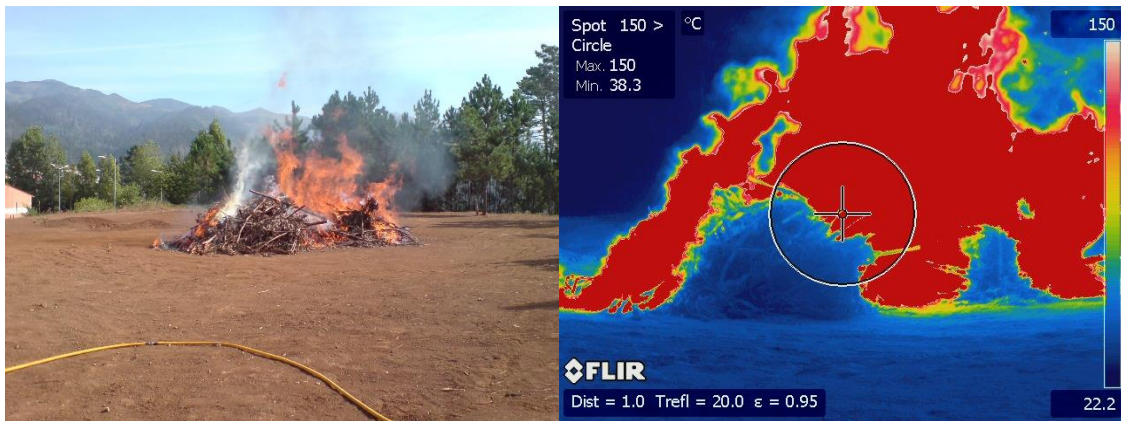 Spot 150 > °C
Circle
Max. 150
Min. 38.3
150
FLIR
Dist = 1.0 Trefl = 20.0 ε = 0.95
22.2